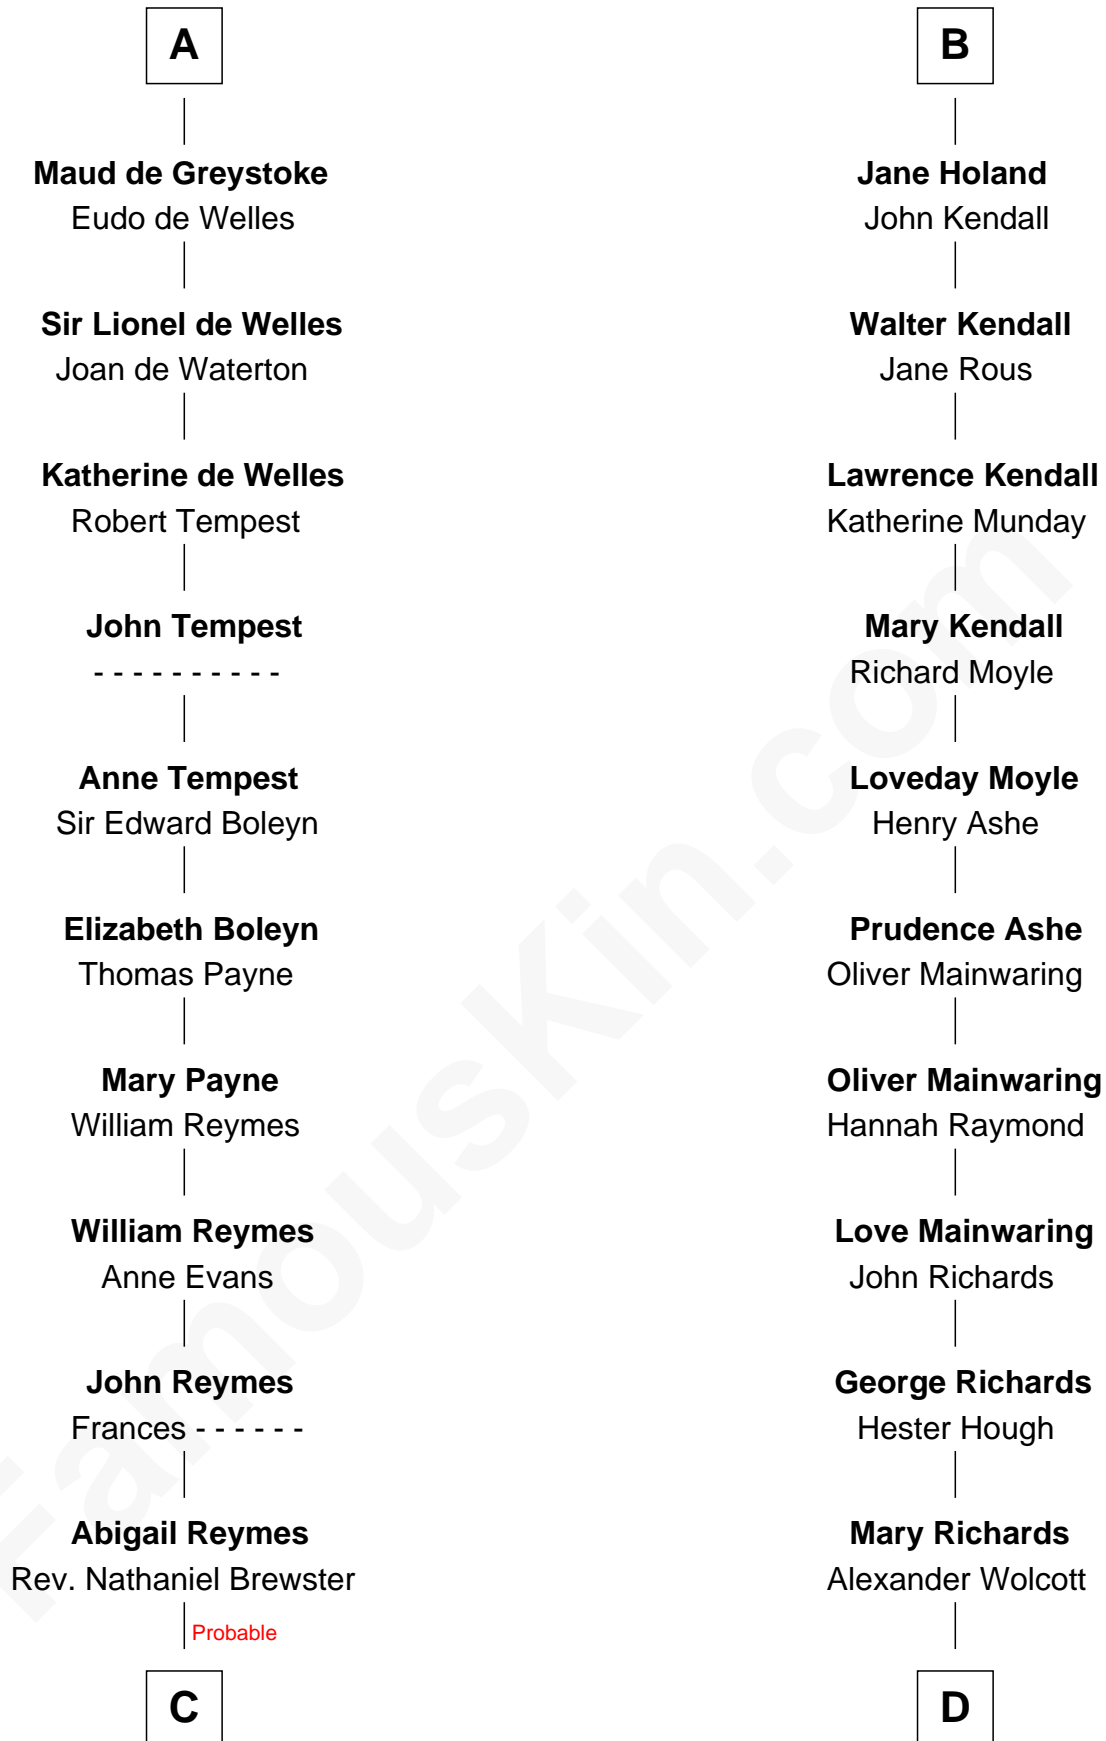 A
Maud de Greystoke
Eudo de Welles
Sir Lionel de Welles
Joan de Waterton
Katherine de Welles
Robert Tempest
John Tempest
- - - - - - - - - -
Anne Tempest
Sir Edward Boleyn
Elizabeth Boleyn
Thomas Payne
Mary Payne
William Reymes
William Reymes
Anne Evans
John Reymes
Frances - - - - - -
Abigail Reymes
Rev. Nathaniel Brewster
Probable
C
B
Jane Holand
John Kendall
Walter Kendall
Jane Rous
Lawrence Kendall
Katherine Munday
Mary Kendall
Richard Moyle
Loveday Moyle
Henry Ashe
Prudence Ashe
Oliver Mainwaring
Oliver Mainwaring
Hannah Raymond
Love Mainwaring
John Richards
George Richards
Hester Hough
Mary Richards
Alexander Wolcott
D
FamousKin.com